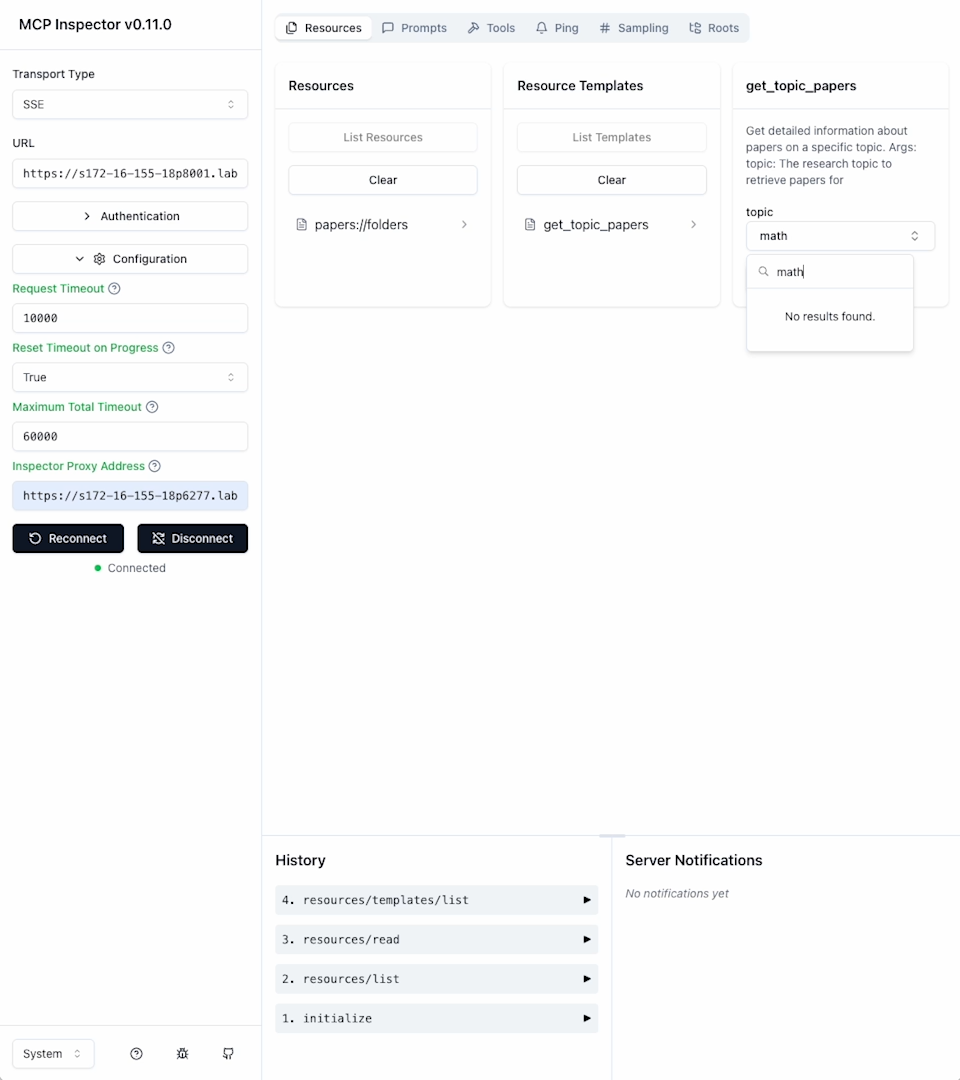 MCP Inspector v0.11.0
Transport Type
SSE
URL
https://s172-16-155-18p8001.lab
Authentication
Configuration
Request Timeout
10000
Reset Timeout on Progress
True
Maximum Total Timeout
60000
Inspector Proxy Address
https://s172-16-155-18p6277.lab
Reconnect
Disconnect
Connected
System
Resources
Prompts
Tools
Ping
Sampling
Roots
Resources
List Resources
Clear
papers://folders
Resource Templates
List Templates
Clear
get_topic_papers
get_topic_papers
Get detailed information about
papers on a specific topic. Args:
topic: The research topic to
retrieve papers for
topic
math
math
No results found.
History
4. resources/templates/list
3. resources/read
2. resources/list
1. initialize
Server Notifications
No notifications yet